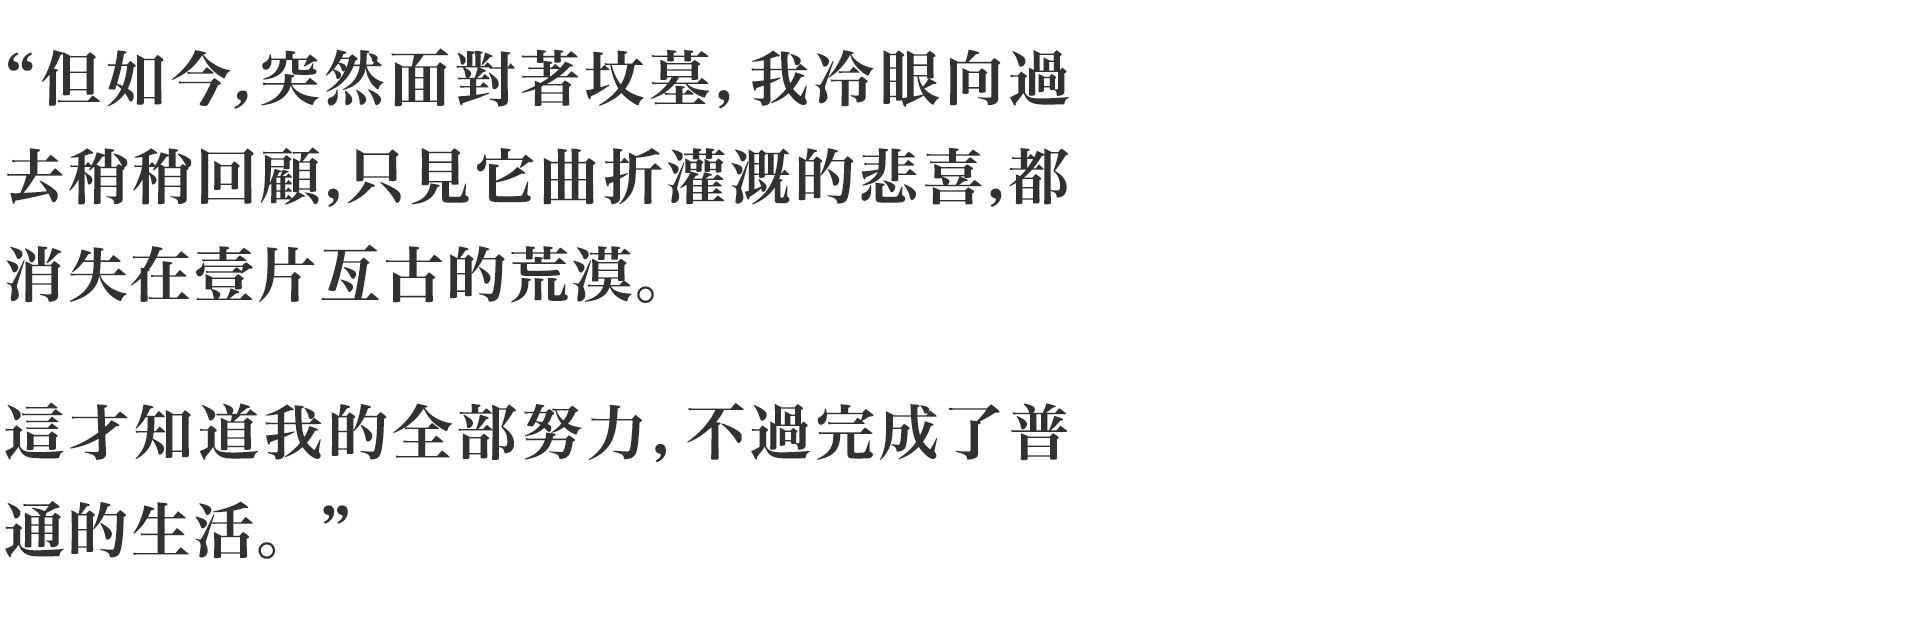 “但如今,突然面對著坟墓,我冷眼向過
去稍稍回顧,只見它曲折灌溉的悲喜,都
消失在壹片亙古的荒漠。
這才知道我的全部努力,不過完成了普
通的生活。”